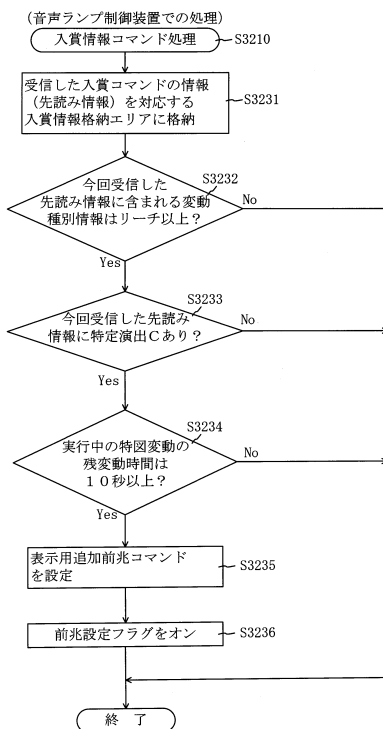 (音声ランプ制御装置での処理)
入賞情報コマンド処理
S3210
受信した入賞コマンドの情報
(先読み情報)を対応する
入賞情報格納エリアに格納
S3231
今回受信した
先読み情報に含まれる変動
種別情報はリーチ以上?
S3232
No
Yes
今回受信した先読み
情報に特定演出Cあり?
S3233
No
Yes
実行中の特図変動の
残変動時間は
10秒以上?
S3234
No
Yes
表示用追加前兆コマンド
を設定
S3235
前兆設定フラグをオン
S3236
終 了